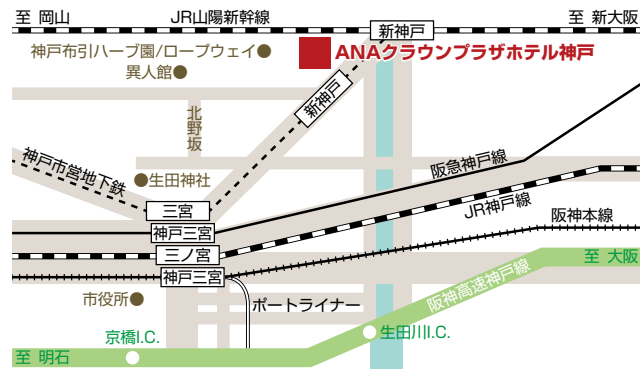 至 岡山
JR山陽新幹線
新神戸
至 新大阪
神戸布引ハーブ園/ロープウェイ●
異人館●
ANAクラウンプラザホテル神戸
新神戸
北野坂
神戸市営地下鉄
●生田神社
阪急神戸線
三宮
JR神戸線
阪神本線
神戸三宮
三ノ宮
神戸三宮
至 大阪
市役所●
ポートライナー
阪神高速神戸線
京橋I.C.
生田川I.C.
至 明石